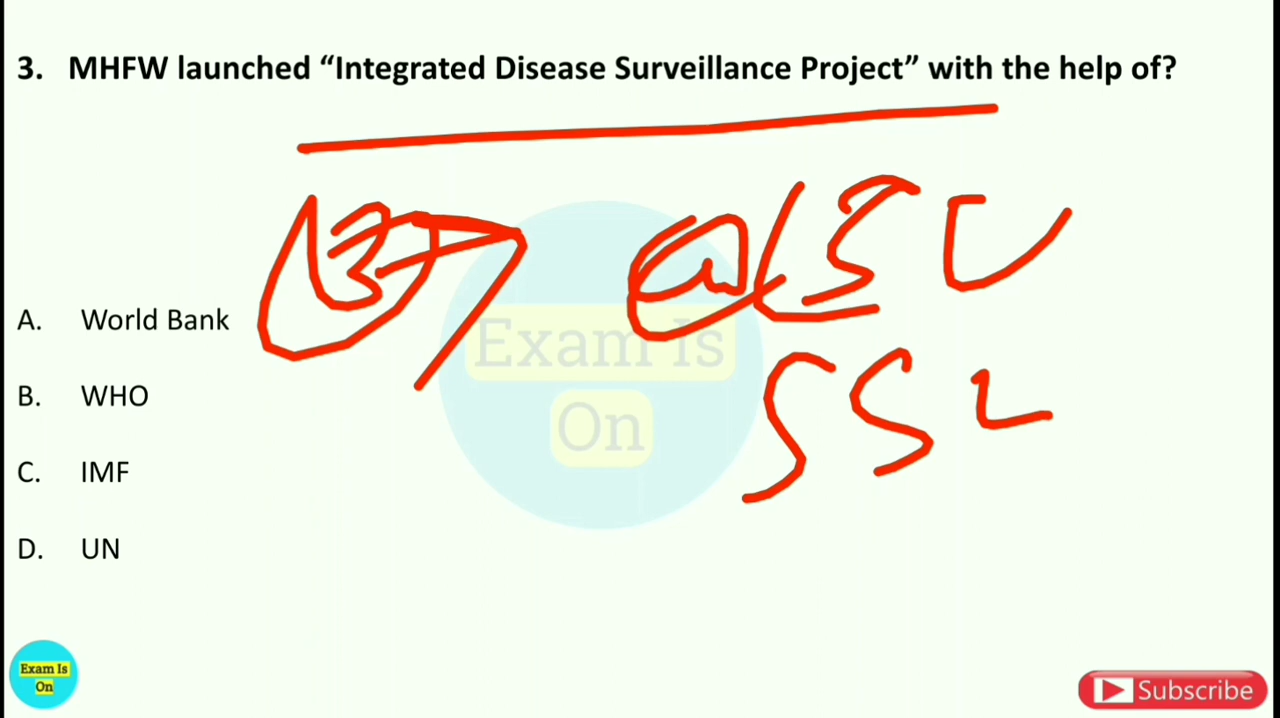 3. MHFW launched “Integrated Disease Surveillance Project” with the help of?
A. World Bank
B. WHO
C. IMF
D. UN
Exam Is
On
Exam Is
On
Subscribe